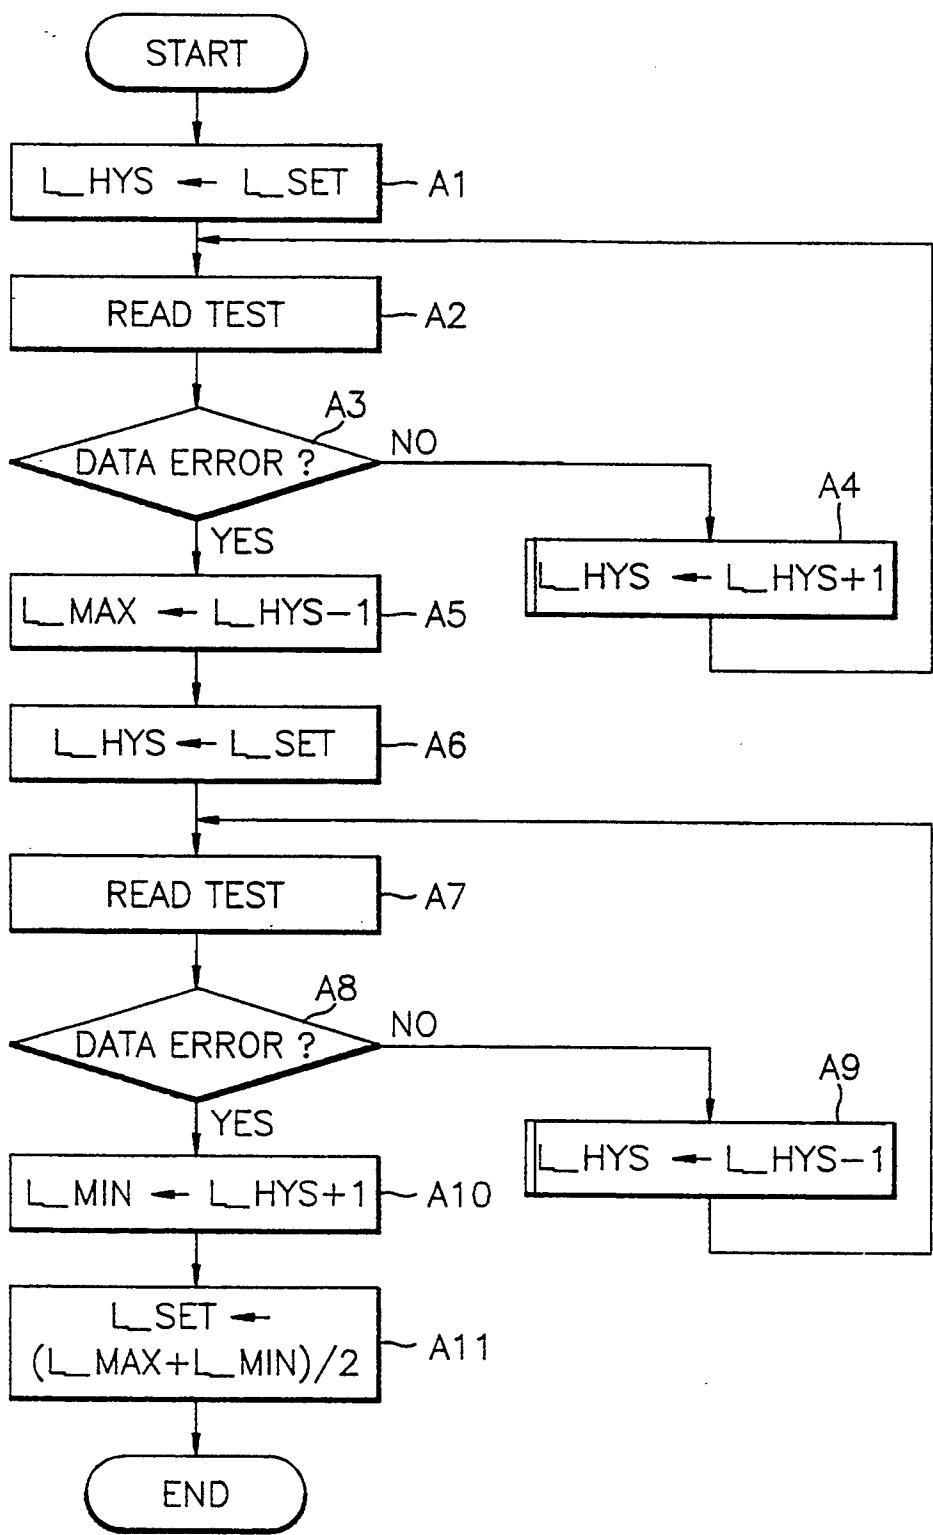 START
L_HYS ← L_SET
A1
READ TEST
A2
A3
DATA ERROR ?
NO
YES
A4
L_HYS ← L_HYS+1
L_MAX ← L_HYS-1
A5
L_HYS ← L_SET
A6
READ TEST
A7
A8
DATA ERROR ?
NO
YES
A9
L_HYS ← L_HYS-1
L_MIN ← L_HYS+1
A10
L_SET ←
(L_MAX+L_MIN)/2
A11
END